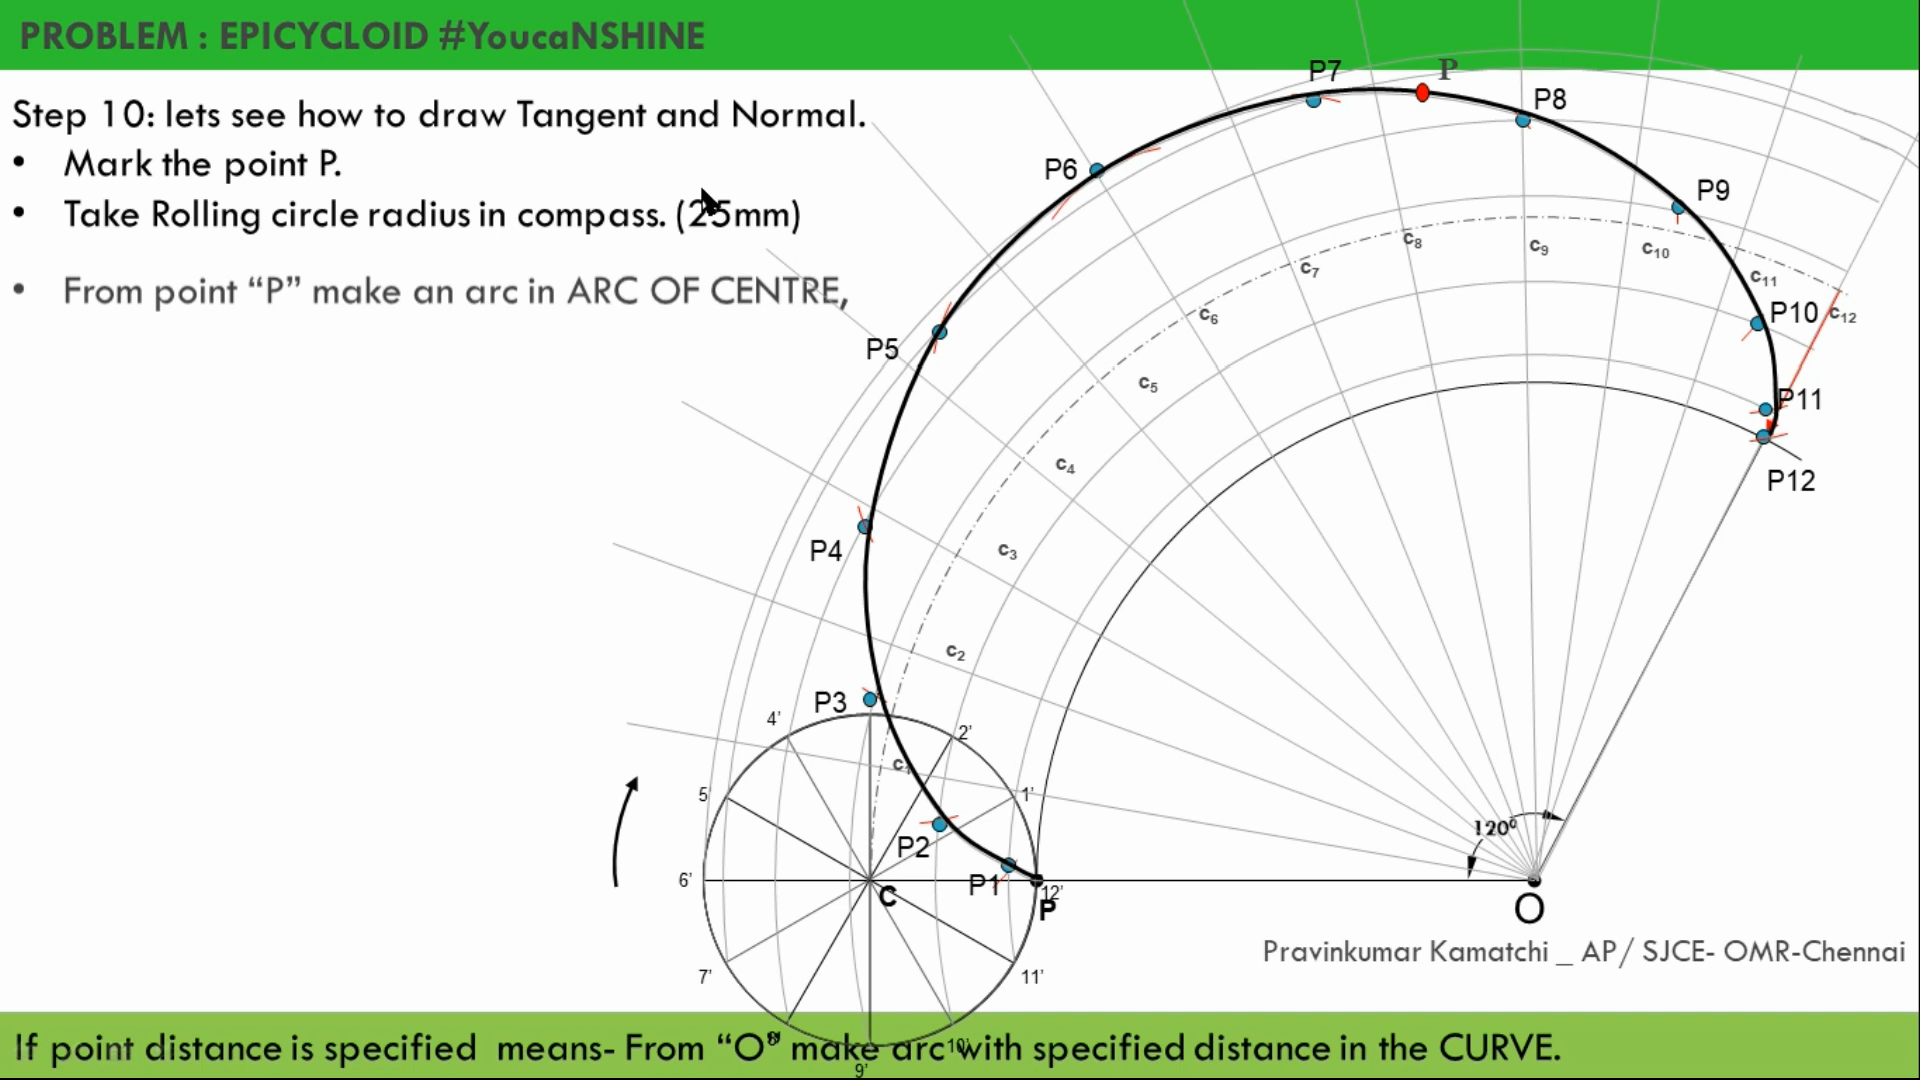 PROBLEM : EPICYCLOID #YoucaNSHINE
Step 10: lets see how to draw Tangent and Normal.
• Mark the point P.
• Take Rolling circle radius in compass. (25mm)
• From point “P” make an arc in ARC OF CENTRE,
P7
P
P8
P6
P9
P5
P10
P11
P12
P4
P3
P2
P1
c8
c9
c10
c11
c12
c7
c6
c5
c4
c3
c2
c1
4’
2’
5’
1’
6’
C
12’
P
7’
11’
10’
9’
120⁰
O
Pravinkumar Kamatchi _ AP/ SJCE- OMR-Chennai
If point distance is specified means- From “O” make arc with specified distance in the CURVE.